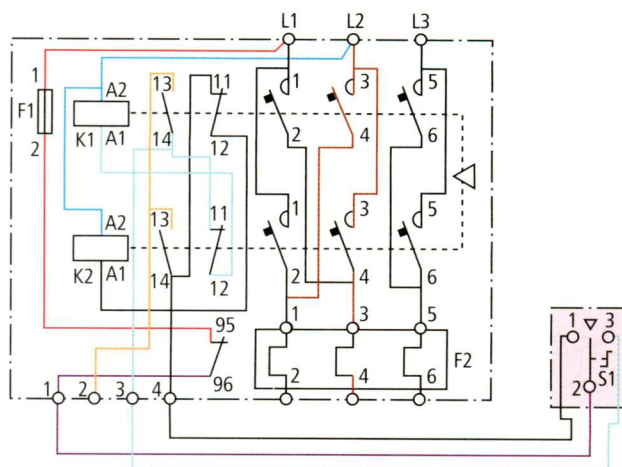 L1 L2 L3
1 A2 13 11 1 3 5
F1
K1 A1 14 12 2 4 6
2
A2 13 11 1 3 5
K2 A1 14 12 2 4 6
95 1 3 5 1 3
F2 S1
96 2 4 6 2
1 2 3 4